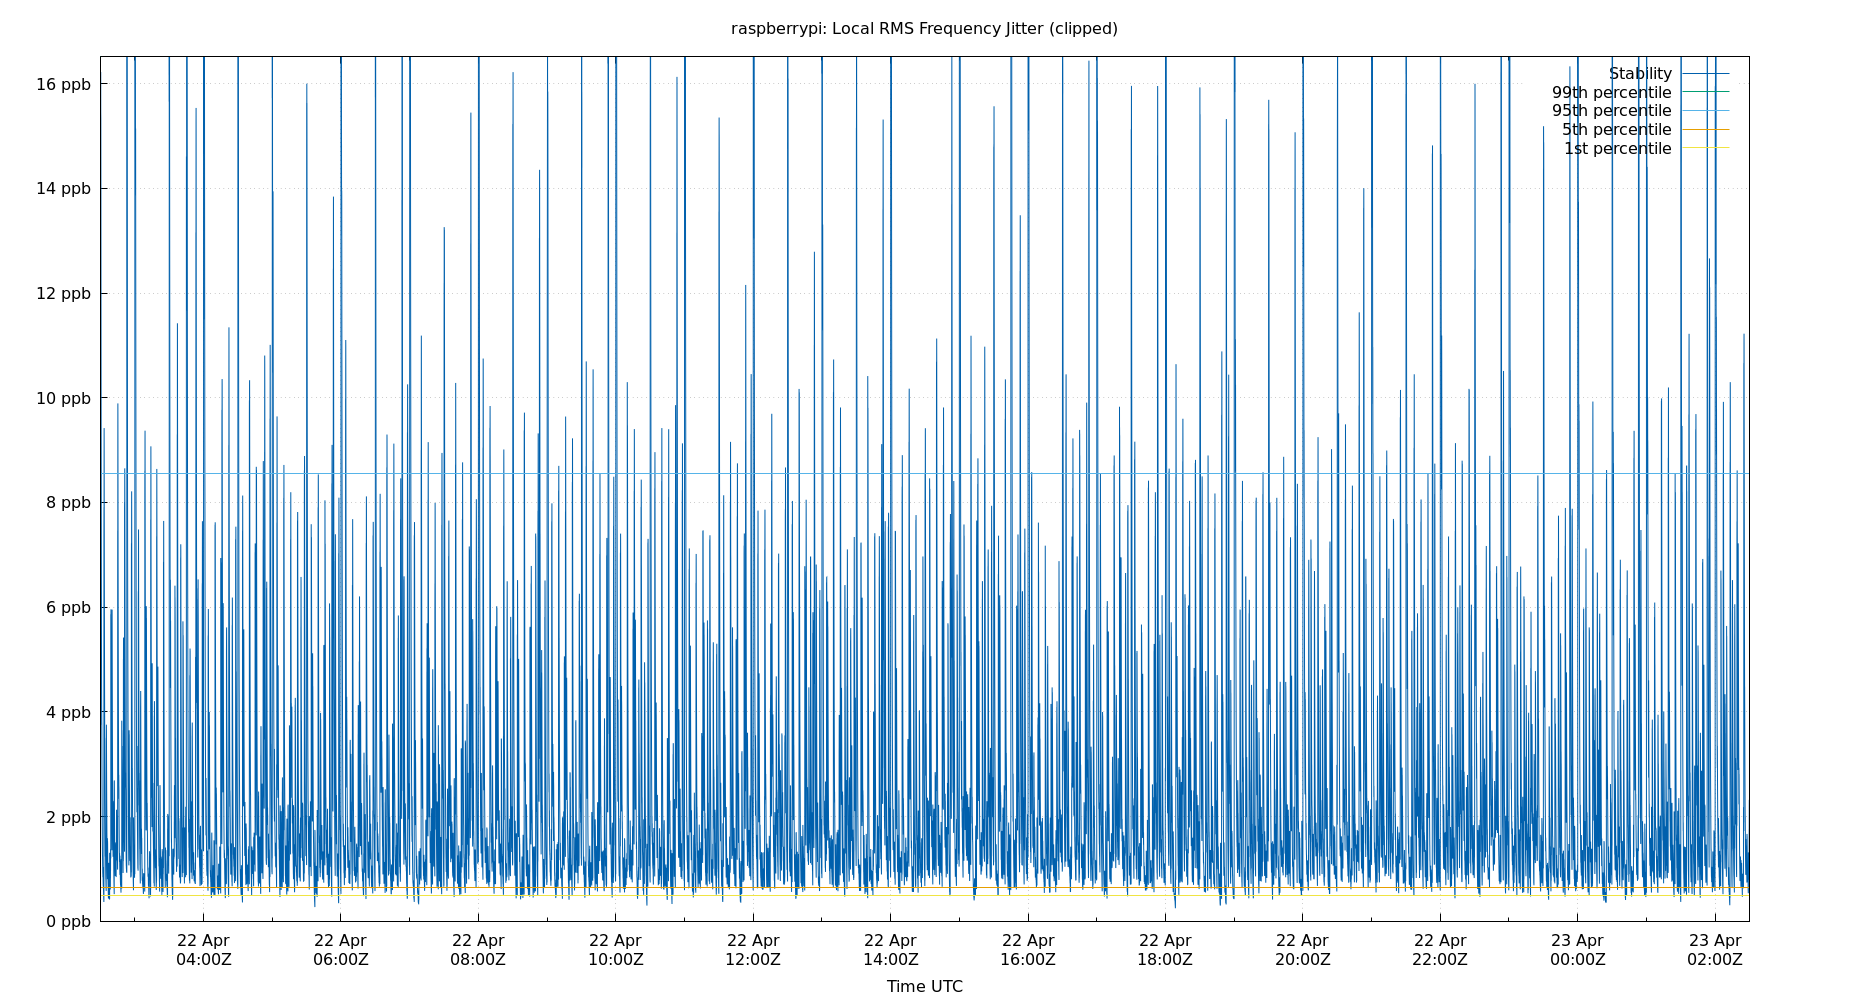 raspberrypi: Local RMS Frequency Jitter (clipped)
16 ppb
14 ppb
12 ppb
10 ppb
8 ppb
6 ppb
4 ppb
2 ppb
0 ppb
Stability
99th percentile
95th percentile
5th percentile
1st percentile
22 Apr 22 Apr 22 Apr 22 Apr 22 Apr 22 Apr 22 Apr 22 Apr 22 Apr 22 Apr 23 Apr 23 Apr
04:00Z 06:00Z 08:00Z 10:00Z 12:00Z 14:00Z 16:00Z 18:00Z 20:00Z 22:00Z 00:00Z 02:00Z
Time UTC